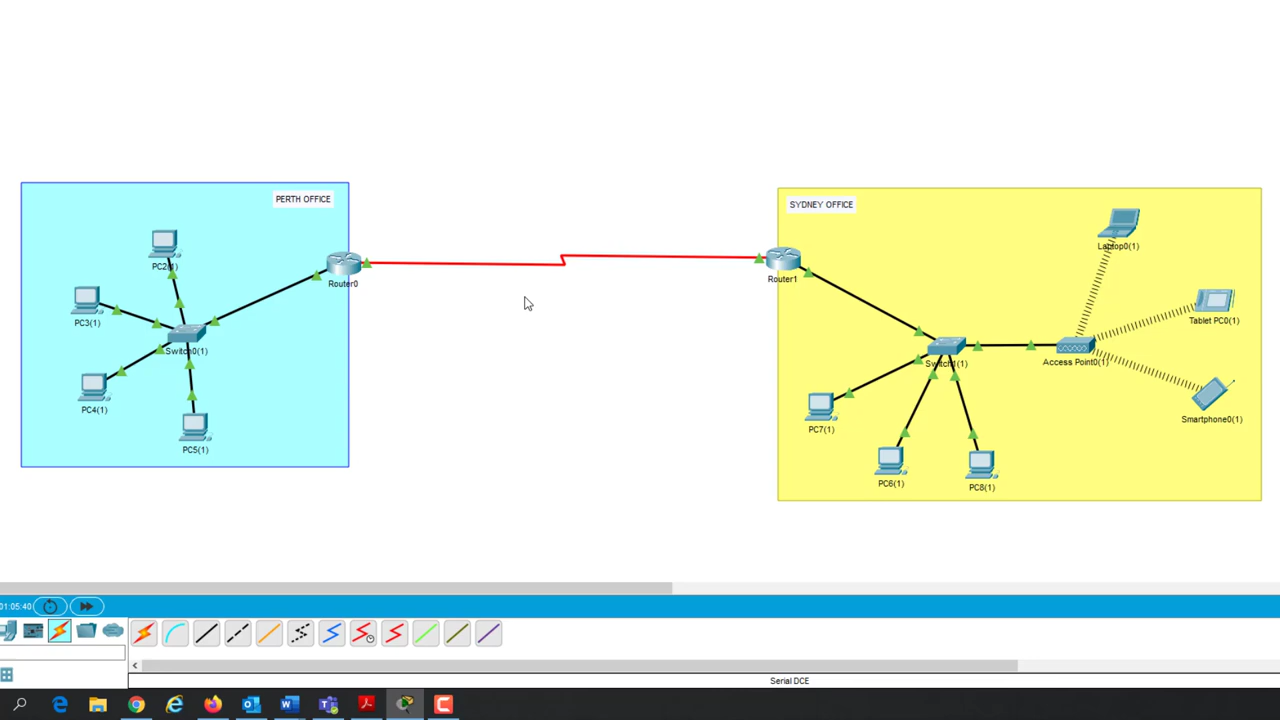 PERTH OFFICE
SYDNEY OFFICE
PC2(1)
Laptop0(1)
Router0
Router1
PC3(1)
Tablet PC0(1)
Switch0(1)
Switch1(1)
Access Point0(1)
PC4(1)
Smartphone0(1)
PC7(1)
PC5(1)
PC6(1)
PC8(1)
01:05:40
Serial DCE